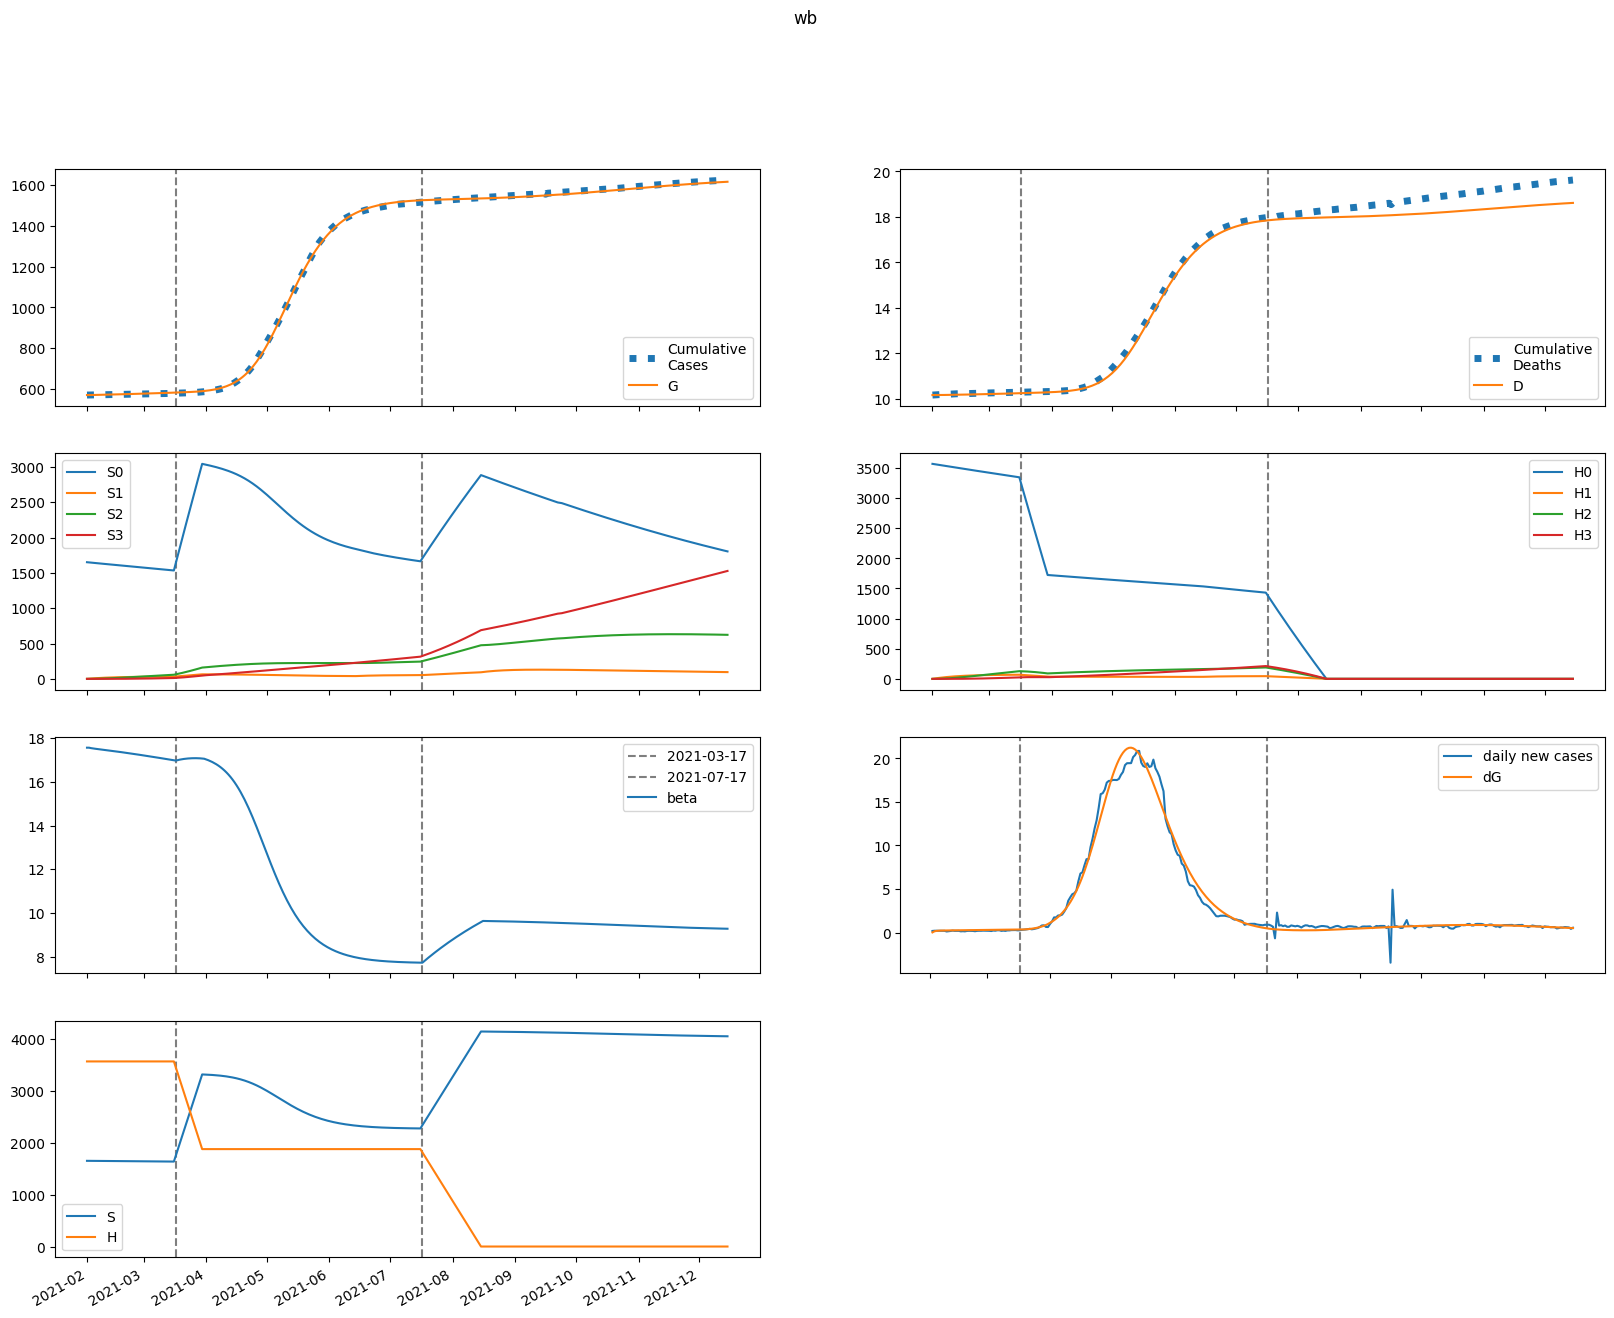 wb
1600
1400
1200
1000
800
600
Cumulative
Cases
G
20
18
16
14
12
10
Cumulative
Deaths
D
3000
2500
2000
1500
1000
500
0
S0
S1
S2
S3
3500
3000
2500
2000
1500
1000
500
0
H0
H1
H2
H3
18
16
14
12
10
8
2021-03-17
2021-07-17
beta
20
15
10
5
0
daily new cases
dG
4000
3000
2000
1000
0
S
H
2021-02
2021-03
2021-04
2021-05
2021-06
2021-07
2021-08
2021-09
2021-10
2021-11
2021-12